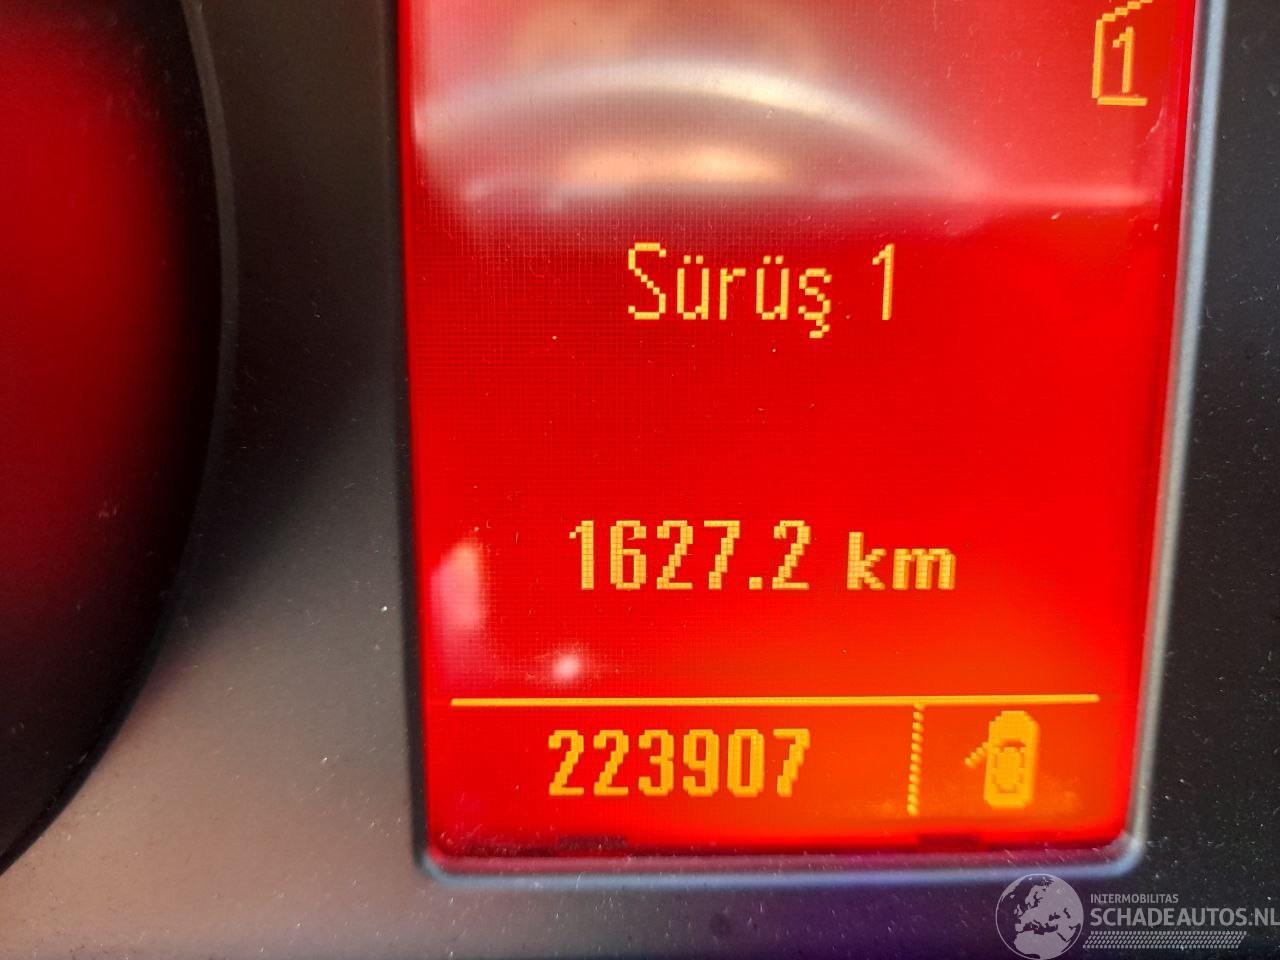 1
Sürüş 1
1627.2 km
223907
INTERMOBILITAS
SCHADEAUTOS.NL